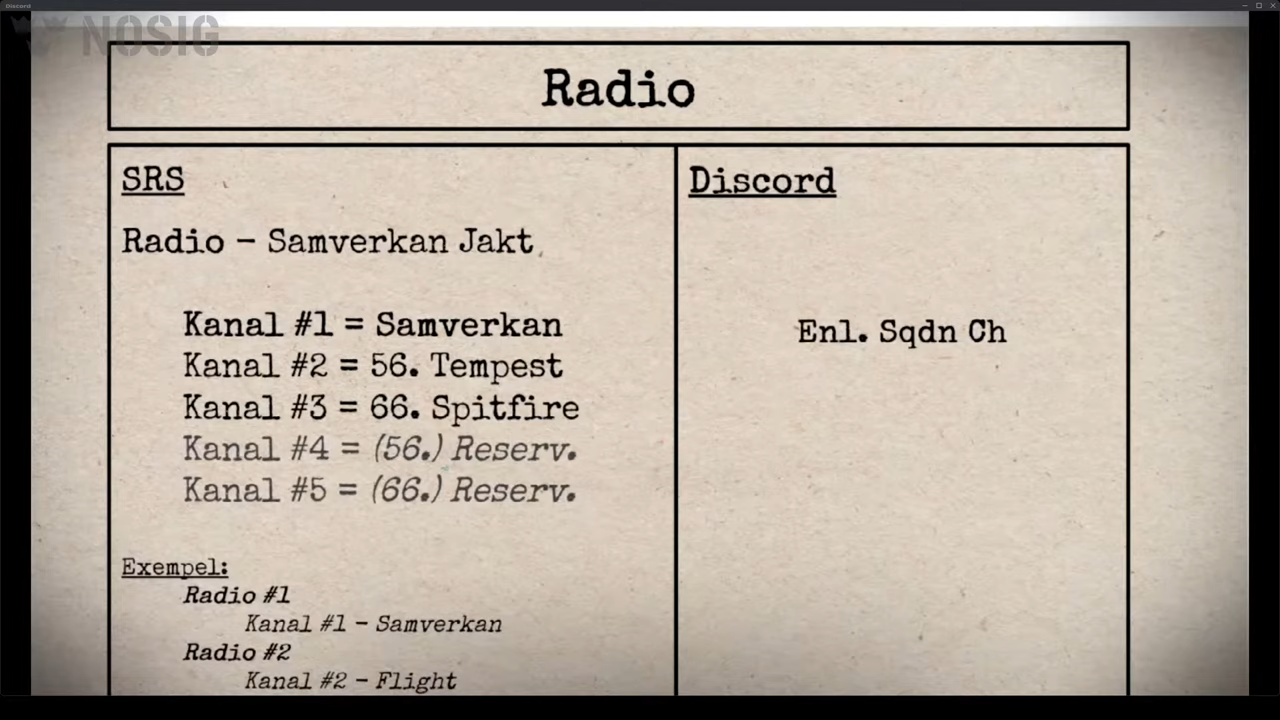 Discord
NOSIG
Radio
SRS
Radio - Samverkan Jakt
Kanal #1 = Samverkan
Kanal #2 = 56. Tempest
Kanal #3 = 66. Spitfire
Kanal #4 = (56.) Reserv.
Kanal #5 = (66.) Reserv.
Exempel:
Radio #1
Kanal #1 - Samverkan
Radio #2
Kanal #2 - Flight
Discord
Enl. Sqdn Ch